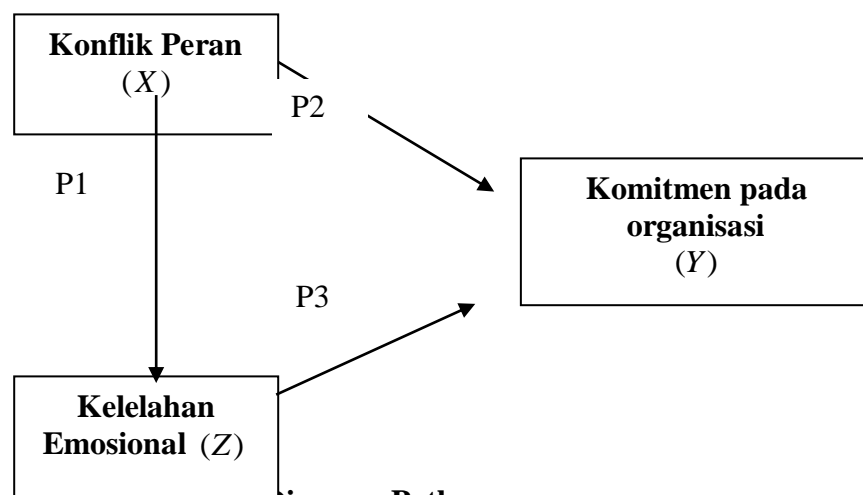 Konflik Peran
(X)
P2
P1
Komitmen pada
organisasi
(Y)
P3
Kelelahan
Emosional (Z)